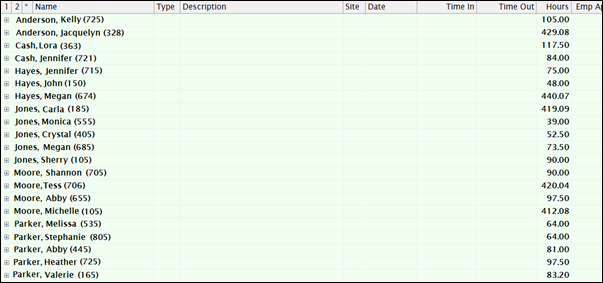 1 2 * Name Type Description Site Date Time In Time Out Hours Emp Ap
Anderson, Kelly (725) 105.00
Anderson, Jacquelyn (328) 429.08
Cash,Lora (363) 117.50
Cash, Jennifer (721) 84.00
Hayes, Jennifer (715) 75.00
Hayes, John (150) 48.00
Hayes, Megan (674) 440.07
Jones, Carla (185) 419.09
Jones, Monica (555) 39.00
Jones, Crystal (405) 52.50
Jones, Megan (685) 73.50
Jones, Sherry (105) 90.00
Moore, Shannon (705) 90.00
Moore,Tess (706) 420.04
Moore, Abby (655) 97.50
Moore, Michelle (105) 412.08
Parker, Melissa (535) 64.00
Parker, Stephanie (805) 64.00
Parker, Abby (445) 81.00
Parker, Heather (725) 97.50
Parker, Valerie (165) 83.20